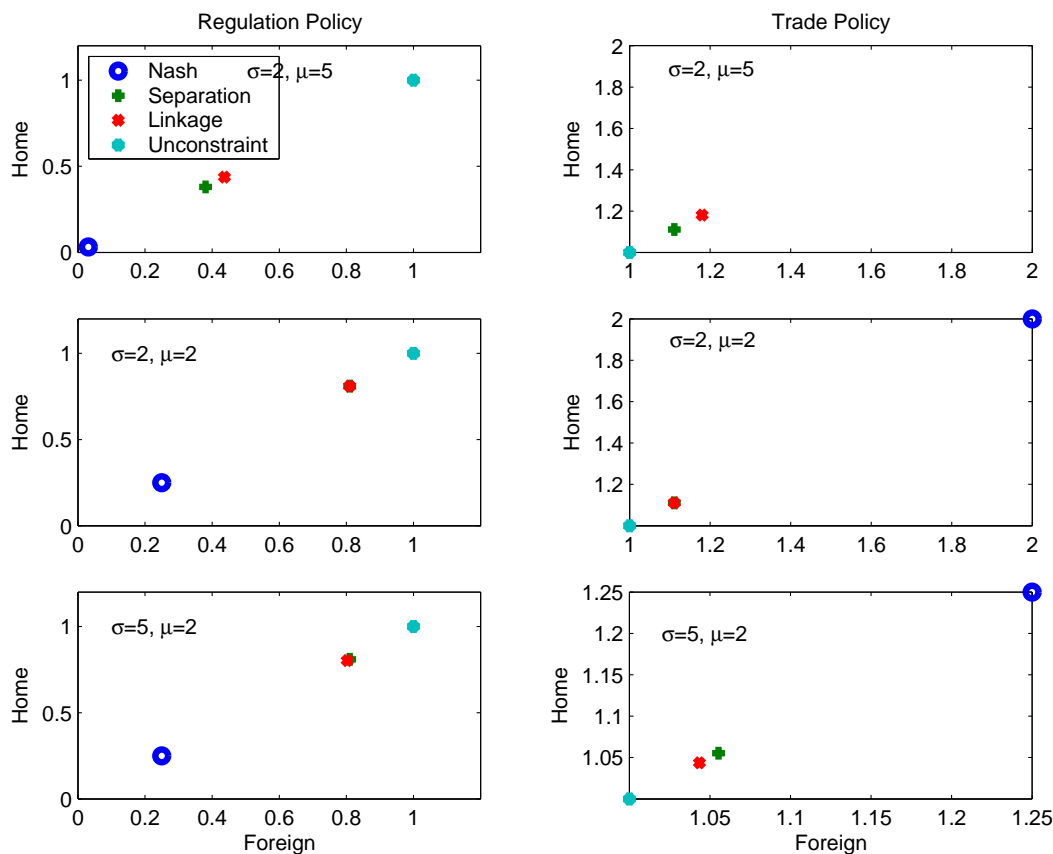 Regulation Policy
Nash
Separation
Linkage
Unconstraint
σ=2, μ=5
Home
1
0.5
0
0 0.2 0.4 0.6 0.8 1
Trade Policy
σ=2, μ=5
Home
2
1.8
1.6
1.4
1.2
1 1.2 1.4 1.6 1.8 2
σ=2, μ=2
Home
1
0.5
0
0 0.2 0.4 0.6 0.8 1
σ=2, μ=2
Home
2
1.8
1.6
1.4
1.2
1 1.2 1.4 1.6 1.8 2
σ=5, μ=2
Home
1
0.5
0
0 0.2 0.4 0.6 0.8 1
Foreign
σ=5, μ=2
Home
1.25
1.2
1.15
1.1
1.05
1.05 1.1 1.15 1.2 1.25
Foreign